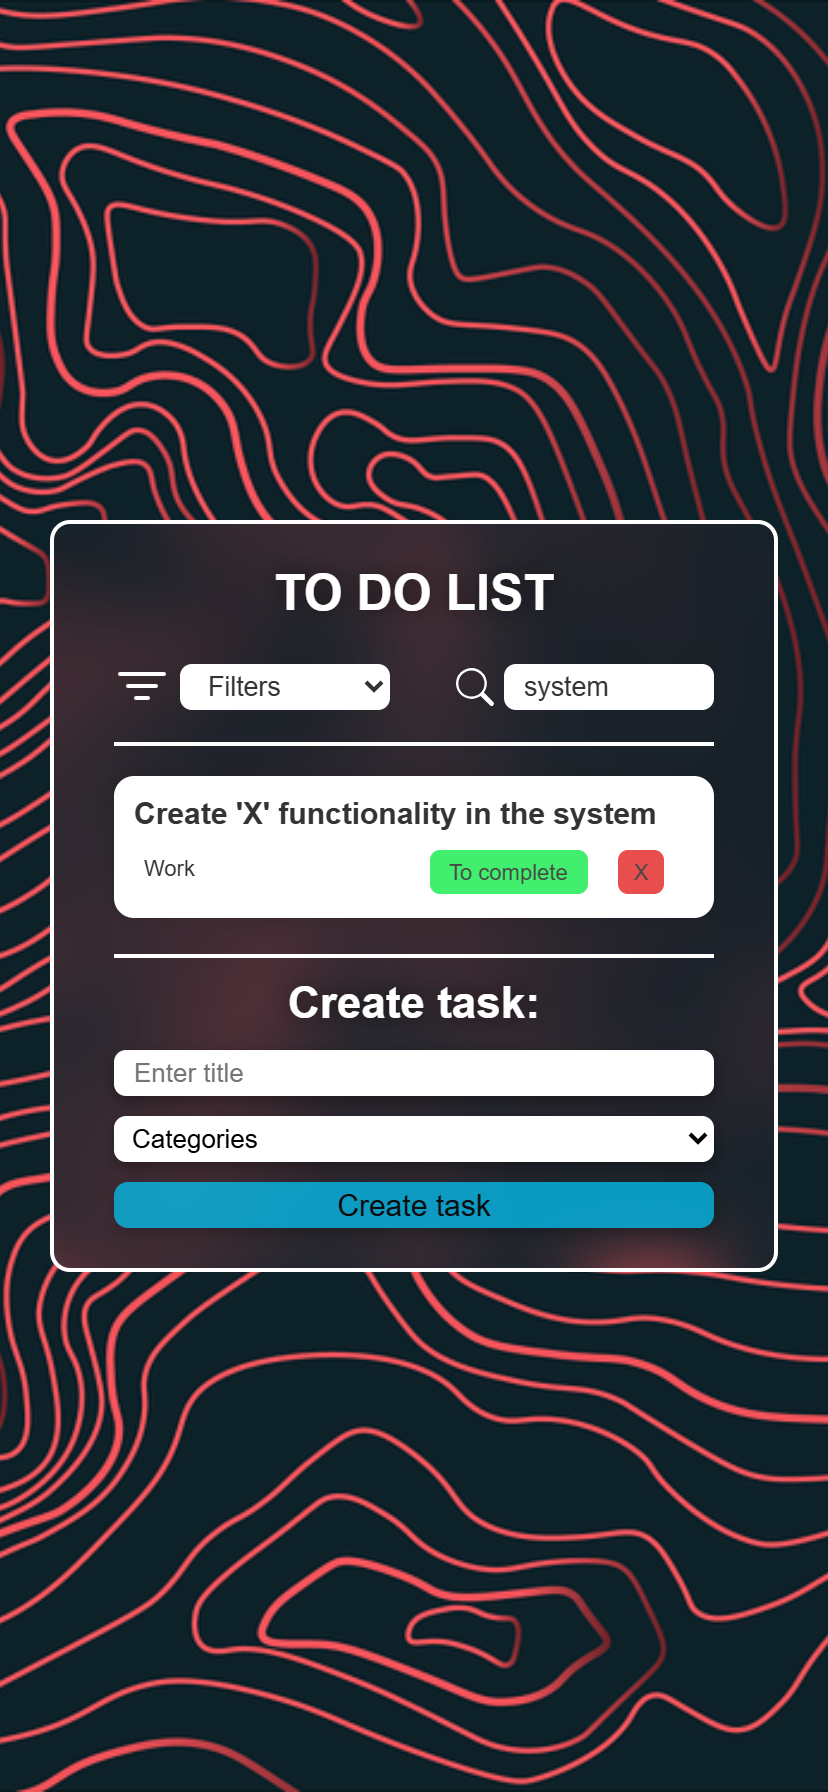 TO DO LIST
Filters
system
Create 'X' functionality in the system
Work
To complete
X
Create task:
Enter title
Categories
Create task